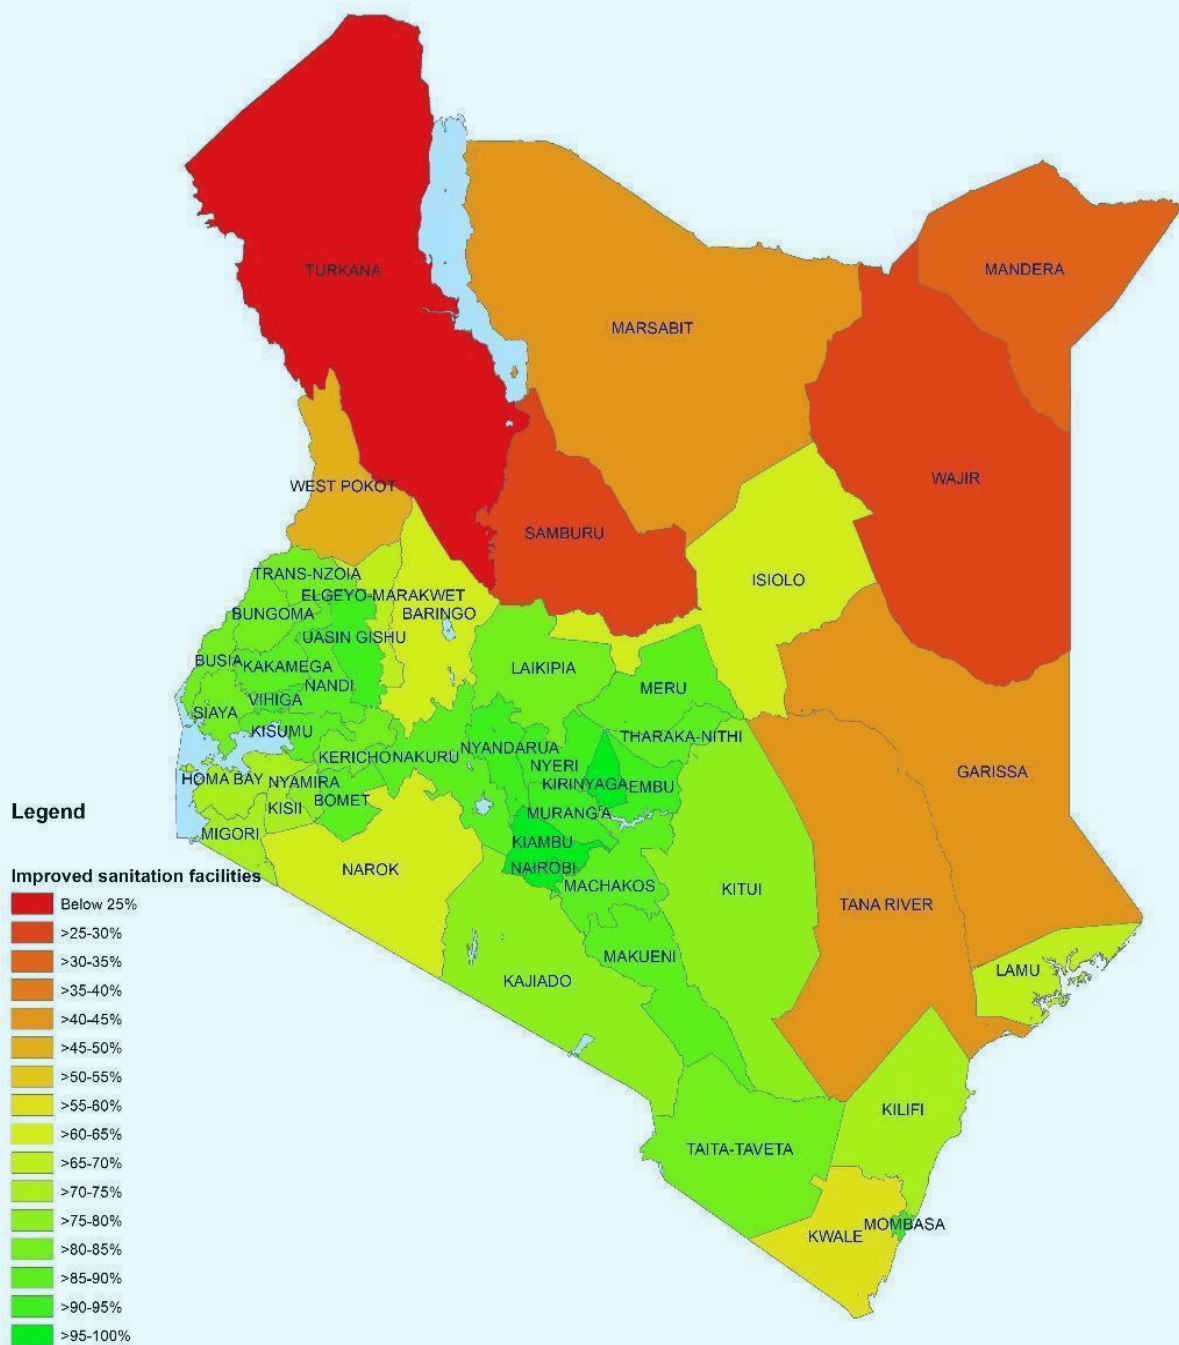 TURKANA
MANDERA
MARSABIT
WAJIR
WEST POKOT
SAMBURU
ISIOLO
TRANS-NZOIA
ELGEYO-MARAKWET
BARINGO
BUNGOMA
UASIN GISHU
BUSIA
KAKAMEGA
LAIKIPIA
NANDI
MERU
VIHIGA
SIAYA
KISUMU
THARAKA-NITHI
KERICHO
NAKURU
NYANDARUA
NYERI
GARISSA
HOMA BAY
NYAMIRA
KIRINYAGA
EMBU
BOMET
KISII
MURANG'A
MIGORI
KIAMBU
NAROK
NAIROBI
MACHAKOS
KITUI
TANA RIVER
MAKUENI
LAMU
KAJIADO
KILIFI
TAITA-TAVETA
MOMBASA
KWALE
Legend
Improved sanitation facilities
Below 25%
>25-30%
>30-35%
>35-40%
>40-45%
>45-50%
>50-55%
>55-60%
>60-65%
>65-70%
>70-75%
>75-80%
>80-85%
>85-90%
>90-95%
>95-100%